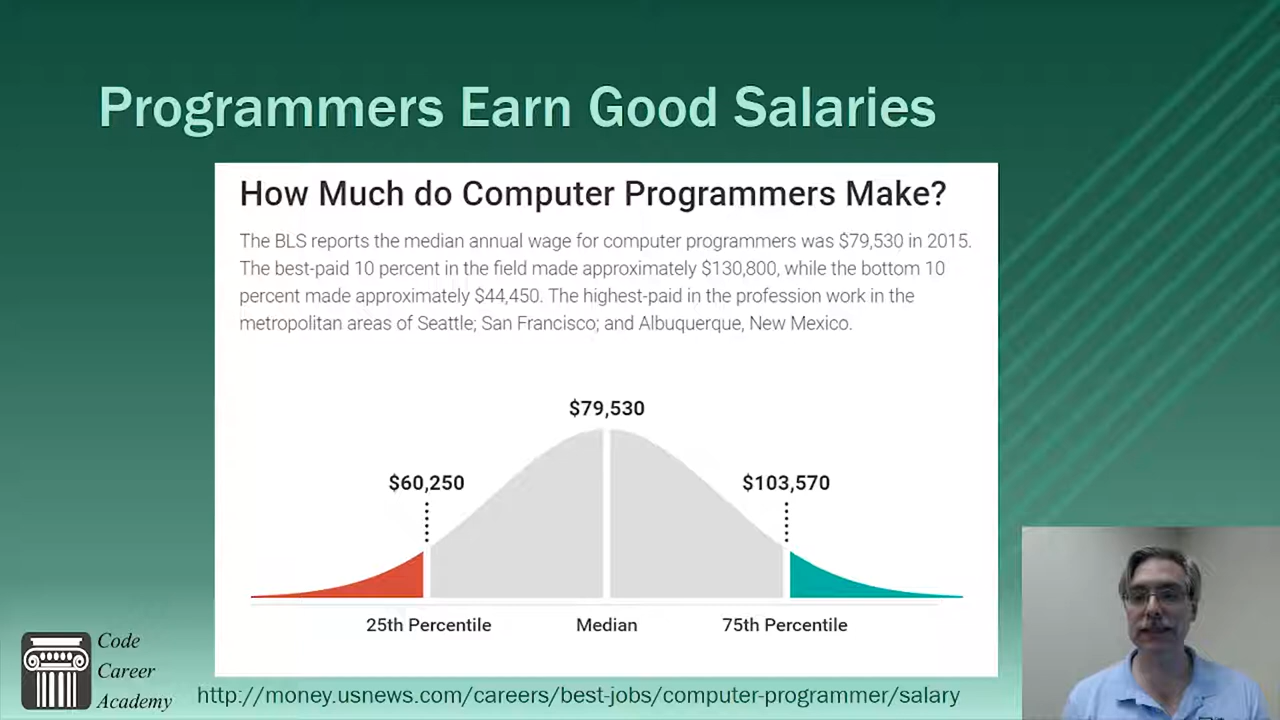 Programmers Earn Good Salaries
How Much do Computer Programmers Make?
The BLS reports the median annual wage for computer programmers was $79,530 in 2015.
The best-paid 10 percent in the field made approximately $130,800, while the bottom 10
percent made approximately $44,450. The highest-paid in the profession work in the
metropolitan areas of Seattle; San Francisco; and Albuquerque, New Mexico.
$79,530
$60,250
$103,570
25th Percentile
Median
75th Percentile
Code
Career
Academy
http://money.usnews.com/careers/best-jobs/computer-programmer/salary